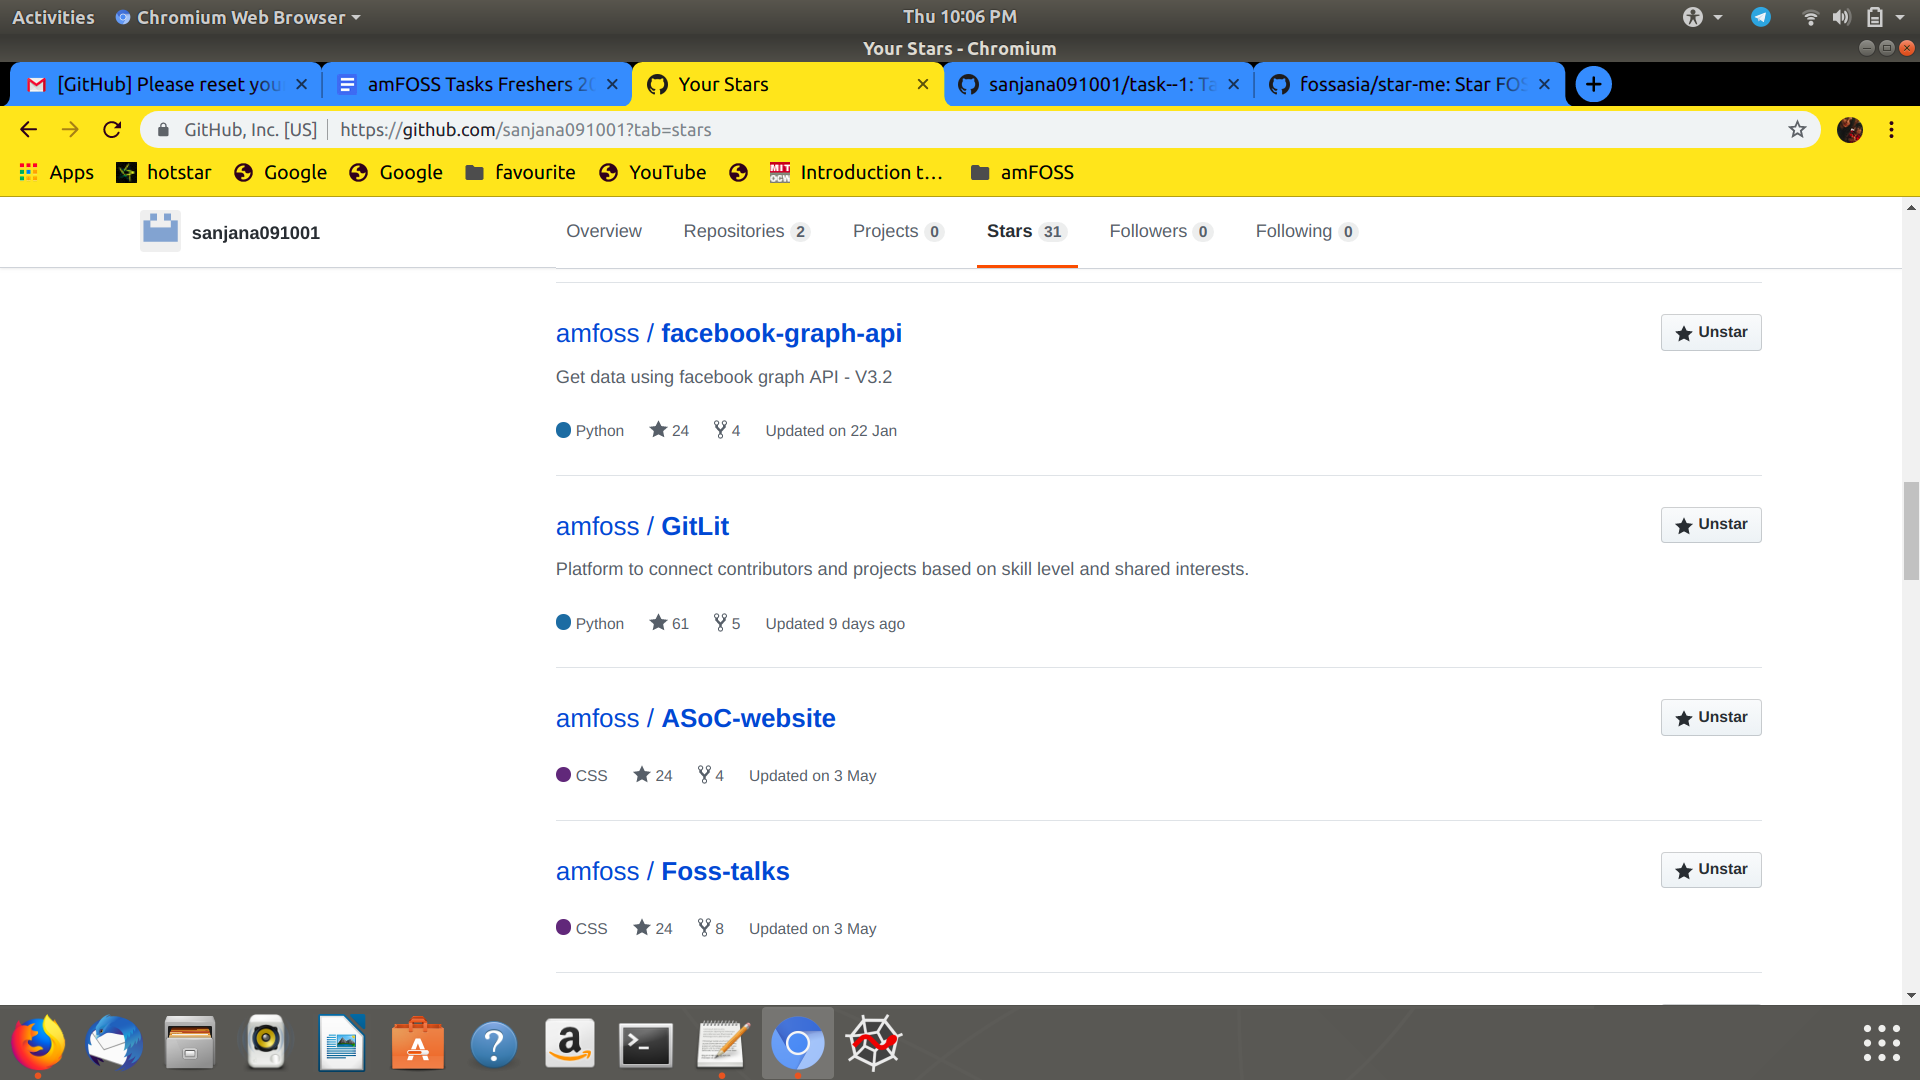 Activities
Chromium Web Browser
Thu 10:06 PM
Your Stars - Chromium
[GitHub] Please reset you
amFOSS Tasks Freshers 20
Your Stars
sanjana091001/task--1: Ta
fossasia/star-me: Star FOS
GitHub, Inc. [US]
https://github.com/sanjana091001?tab=stars
Apps
hotstar
Google
Google
favourite
YouTube
MIT OCW
Introduction t...
amFOSS
sanjana091001
Overview
Repositories 2
Projects 0
Stars 31
Followers 0
Following 0
amfoss / facebook-graph-api
Unstar
Get data using facebook graph API - V3.2
Python 24 4 Updated on 22 Jan
amfoss / GitLit
Unstar
Platform to connect contributors and projects based on skill level and shared interests.
Python 61 5 Updated 9 days ago
amfoss / ASoC-website
Unstar
CSS 24 4 Updated on 3 May
amfoss / Foss-talks
Unstar
CSS 24 8 Updated on 3 May